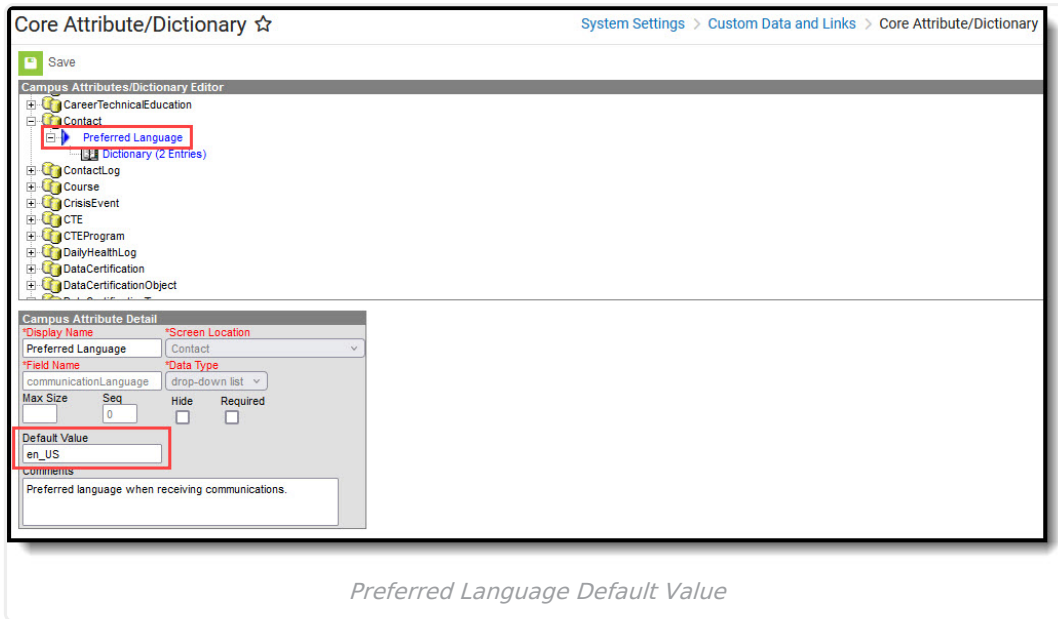 Core Attribute/Dictionary ☆ System Settings > Custom Data and Links > Core Attribute/Dictionary
Save
Campus Attributes/Dictionary Editor
CareerTechnicalEducation
Contact
Preferred Language
Dictionary (2 Entries)
ContactLog
Course
CrisisEvent
CTE
CTEProgram
DailyHealthLog
DataCertification
DataCertificationObject
Campus Attribute Detail
*Display Name *Screen Location
Preferred Language Contact
*Field Name *Data Type
communicationLanguage drop-down list
Max Size Seq Hide Required
0
Default Value
en_US
Comments
Preferred language when receiving communications.
Preferred Language Default Value